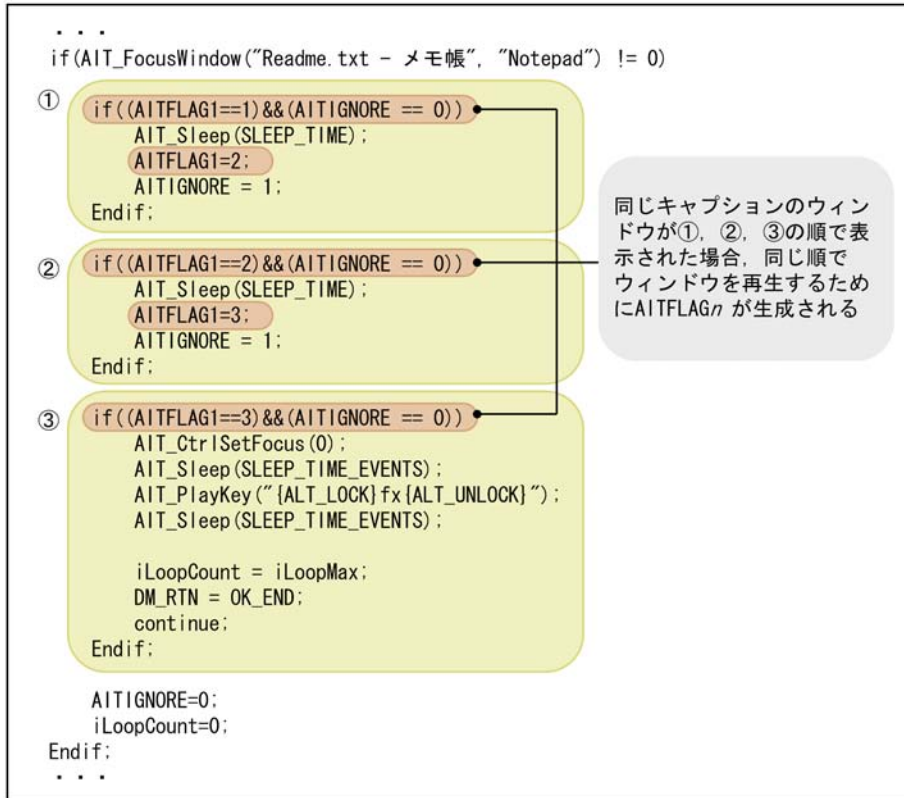 ・・・
if(AIT_FocusWindow("Readme.txt - メモ帳", "Notepad") != 0)
①
if((AITFLAG1==1)&&(AITIGNORE == 0))
AIT_Sleep(SLEEP_TIME);
AITFLAG1=2;
AITIGNORE = 1;
Endif;
②
if((AITFLAG1==2)&&(AITIGNORE == 0))
AIT_Sleep(SLEEP_TIME);
AITFLAG1=3;
AITIGNORE = 1;
Endif;
③
if((AITFLAG1==3)&&(AITIGNORE == 0))
AIT_CtrlSetFocus(0);
AIT_Sleep(SLEEP_TIME_EVENTS);
AIT_PlayKey("{ALT_LOCK}fx{ALT_UNLOCK}");
AIT_Sleep(SLEEP_TIME_EVENTS);
iLoopCount = iLoopMax;
DM_RTN = OK_END;
continue;
Endif;
AITIGNORE=0;
iLoopCount=0;
Endif;
・・・
同じキャプションのウィン
ドウが①，②，③の順で表
示された場合，同じ順で
ウィンドウを再生するため
にAITFLAGn が生成される